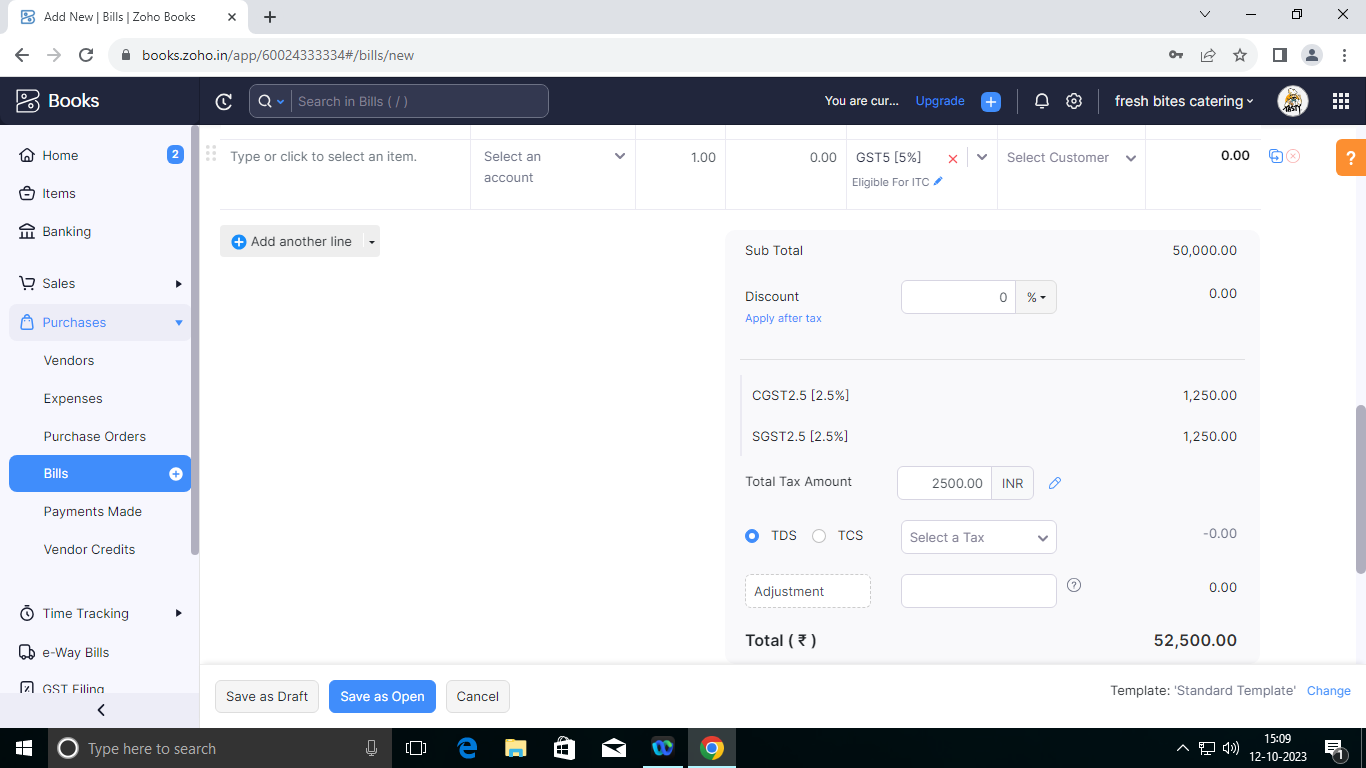 Add New | Bills | Zoho Books
books.zoho.in/app/60024333334#/bills/new
Books
Search in Bills ( / )
You are cur...
Upgrade
fresh bites catering
TASTY
Home
2
Items
Banking
Sales
Purchases
Vendors
Expenses
Purchase Orders
Bills
Payments Made
Vendor Credits
Time Tracking
e-Way Bills
GST Filing
Type or click to select an item.
Select an
account
1.00
0.00
GST5 [5%]
Eligible For ITC
Select Customer
0.00
?
Add another line
Sub Total
50,000.00
Discount
0
%
0.00
Apply after tax
CGST2.5 [2.5%]
1,250.00
SGST2.5 [2.5%]
1,250.00
Total Tax Amount
2500.00
INR
TDS
TCS
Select a Tax
-0.00
Adjustment
?
0.00
Total ( ₹ )
52,500.00
Save as Draft
Save as Open
Cancel
Template: 'Standard Template'
Change
Type here to search
15:09
12-10-2023
1